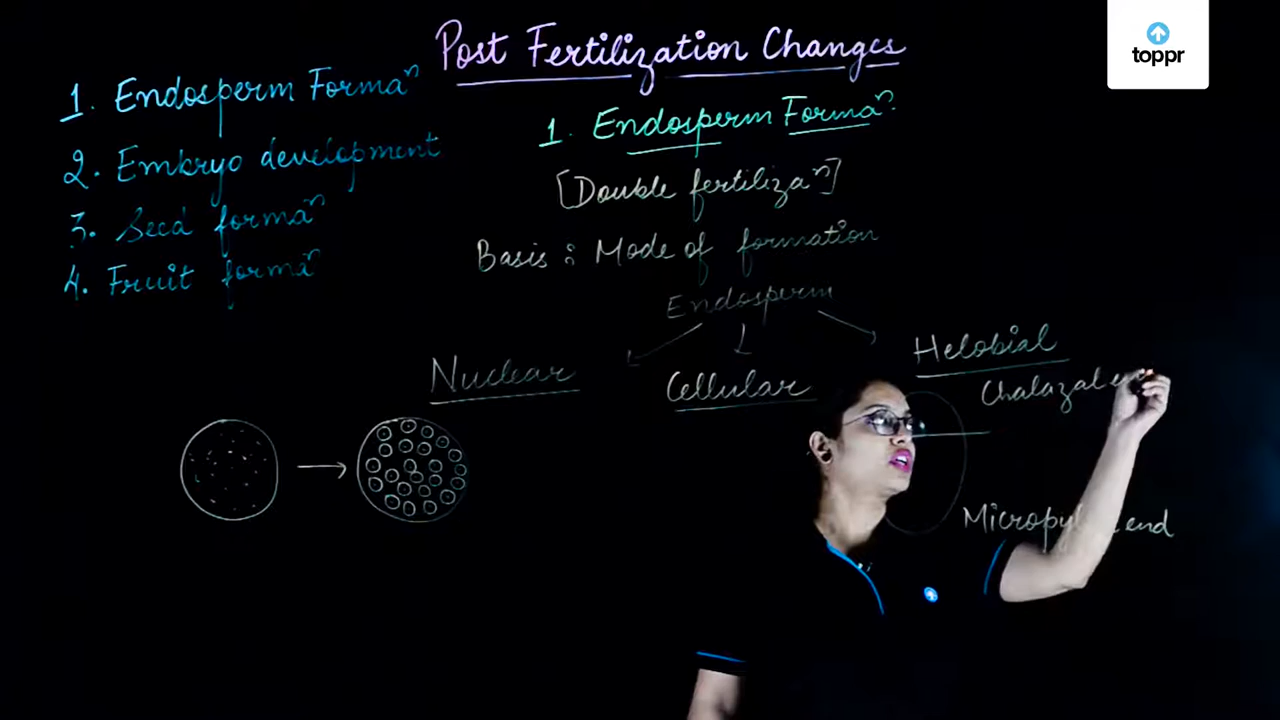 toppr
Post Fertilization Changes
1. Endosperm Formaⁿ
2. Embryo development
3. Seed formaⁿ
4. Fruit formaⁿ
1. Endosperm Formaⁿ.
[Double fertilizaⁿ]
Basis : Mode of formation
Endosperm
Nuclear
Cellular
Helobial
Chalazal
end